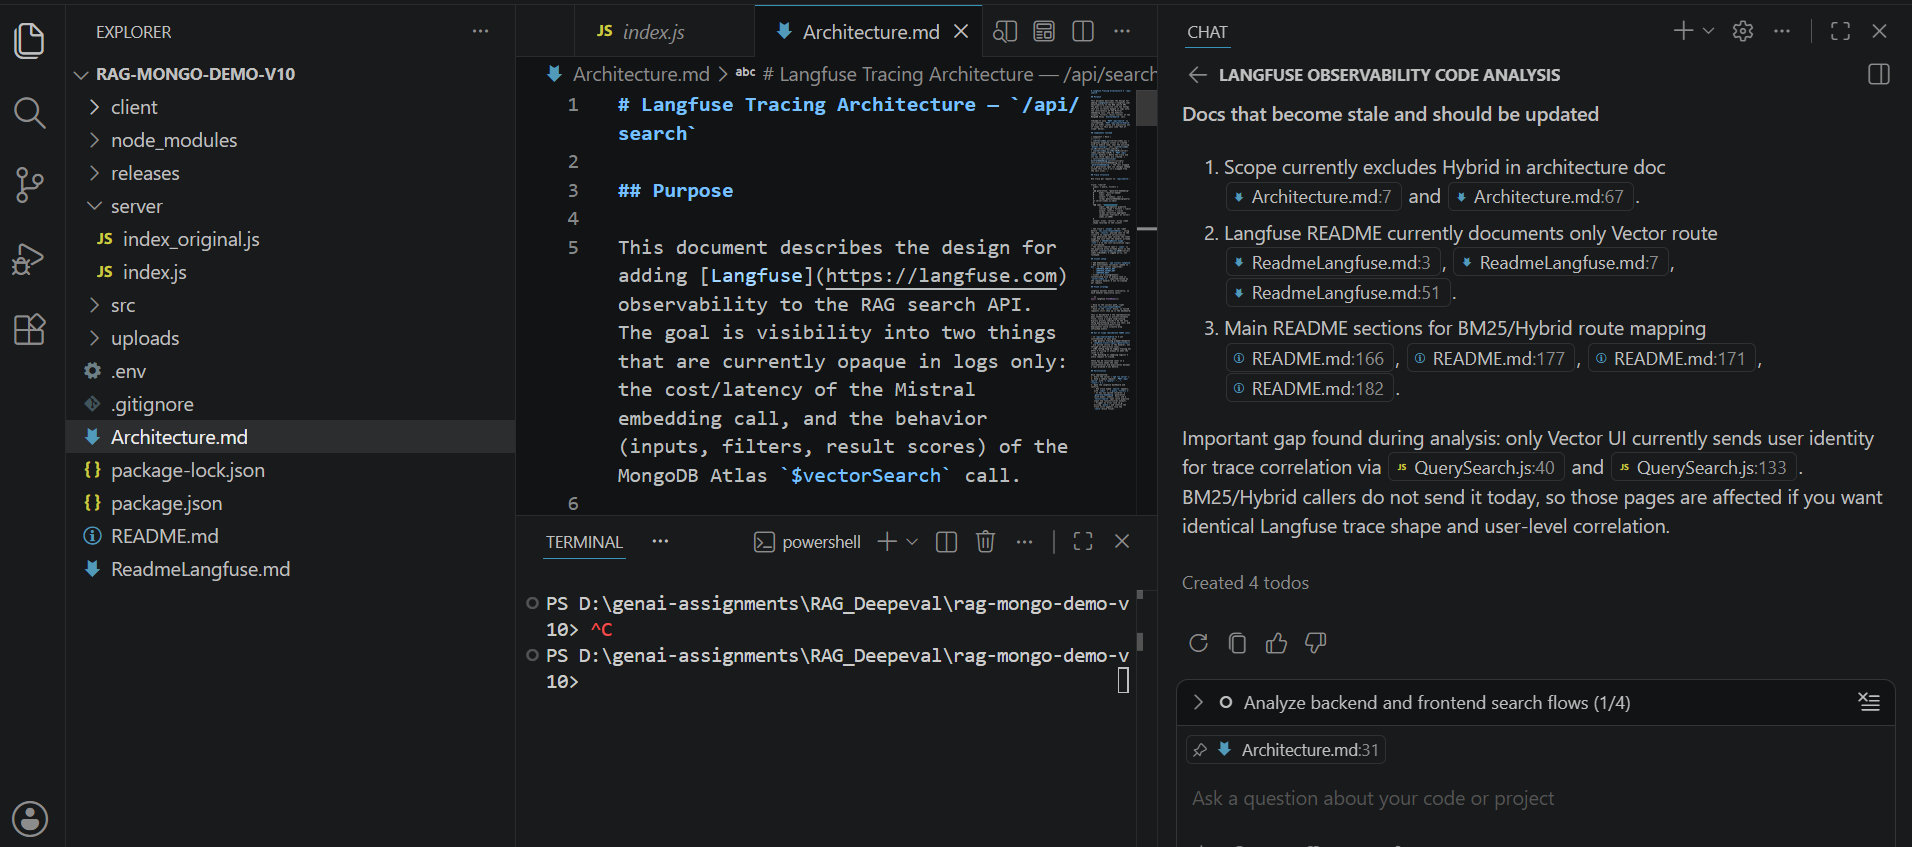 EXPLORER
RAG-MONGO-DEMO-V10
client
node_modules
releases
server
JS index_original.js
JS index.js
src
uploads
.env
.gitignore
Architecture.md
{} package-lock.json
{} package.json
README.md
ReadmeLangfuse.md
JS index.js
Architecture.md
Architecture.md > abc # Langfuse Tracing Architecture — /api/search
1 # Langfuse Tracing Architecture — `/api/
search`
2
3 ## Purpose
4
5 This document describes the design for
adding [Langfuse](https://langfuse.com)
observability to the RAG search API.
The goal is visibility into two things
that are currently opaque in logs only:
the cost/latency of the Mistral
embedding call, and the behavior
(inputs, filters, result scores) of the
MongoDB Atlas `$vectorSearch` call.
6
TERMINAL
powershell
PS D:\genai-assignments\RAG_Deepeval\rag-mongo-demo-v
10> ^C
PS D:\genai-assignments\RAG_Deepeval\rag-mongo-demo-v
10>
CHAT
LANGFUSE OBSERVABILITY CODE ANALYSIS
Docs that become stale and should be updated
1. Scope currently excludes Hybrid in architecture doc
Architecture.md:7 and Architecture.md:67 .
2. Langfuse README currently documents only Vector route
ReadmeLangfuse.md:3 , ReadmeLangfuse.md:7 ,
ReadmeLangfuse.md:51 .
3. Main README sections for BM25/Hybrid route mapping
README.md:166 , README.md:177 , README.md:171 ,
README.md:182 .
Important gap found during analysis: only Vector UI currently sends user identity
for trace correlation via JS QuerySearch.js:40 and JS QuerySearch.js:133 .
BM25/Hybrid callers do not send it today, so those pages are affected if you want
identical Langfuse trace shape and user-level correlation.
Created 4 todos
Analyze backend and frontend search flows (1/4)
Architecture.md:31
Ask a question about your code or project